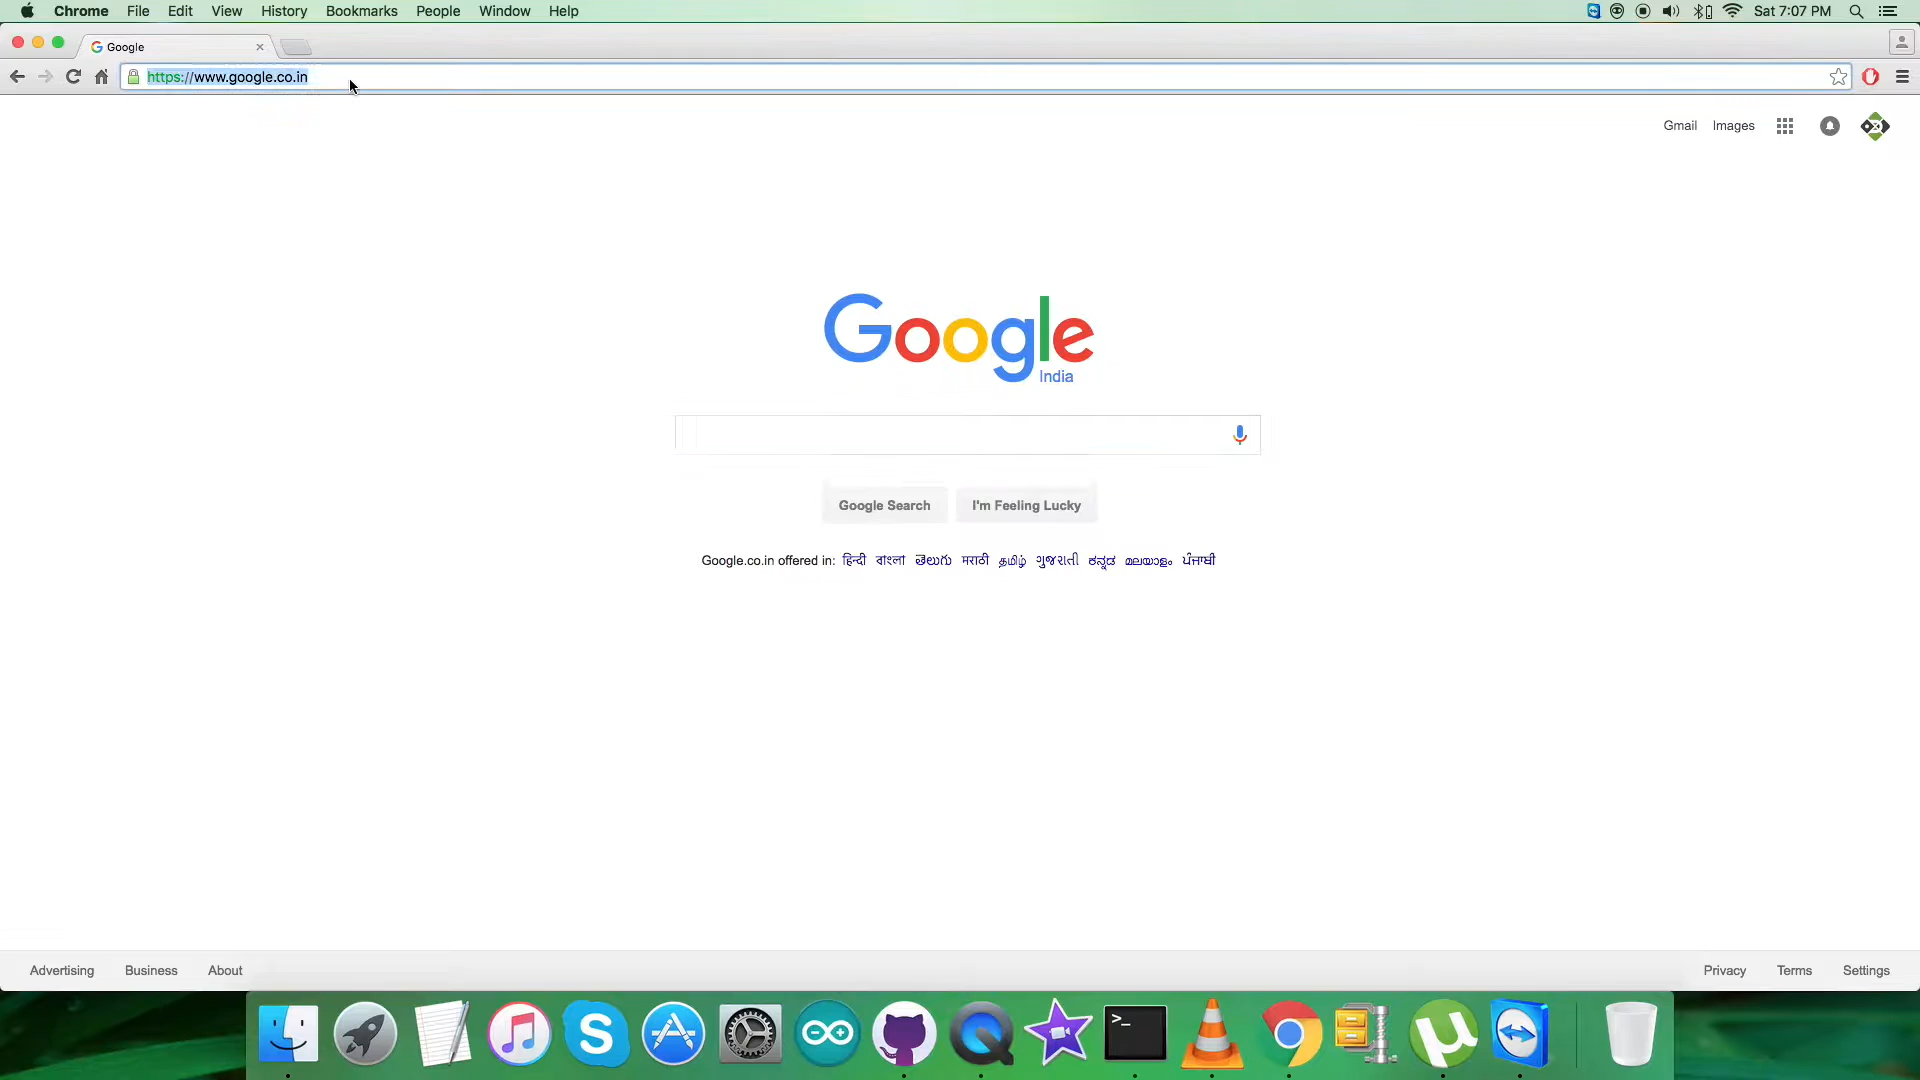 Chrome File Edit View History Bookmarks People Window Help Sat 7:07 PM
Google
https://www.google.co.in
Gmail Images
Google
India
Google Search I'm Feeling Lucky
Google.co.in offered in: हिन्दी বাংলা తెలుగు मराठी தமிழ் ગુજરાતી ಕನ್ನಡ മലയാളം ਪੰਜਾਬੀ
Advertising Business About Privacy Terms Settings